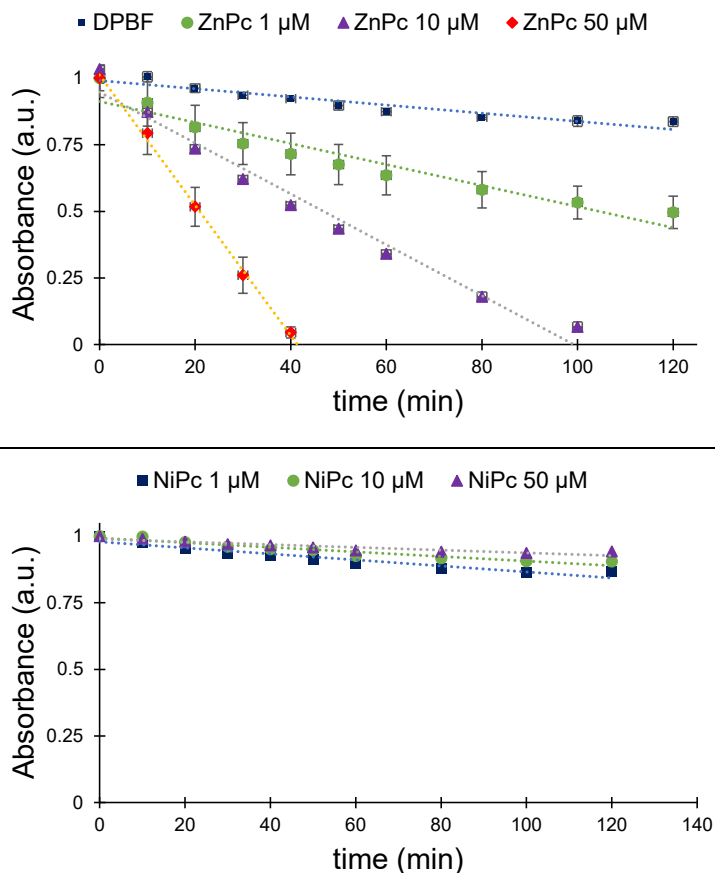 DPBF ZnPc 1 µM ZnPc 10 µM ZnPc 50 µM
1
0.75
0.5
0.25
0
Absorbance (a.u.)
0 20 40 60 80 100 120
time (min)
NiPc 1 µM NiPc 10 µM NiPc 50 µM
1
0.75
0.5
0.25
0
Absorbance (a.u.)
0 20 40 60 80 100 120 140
time (min)